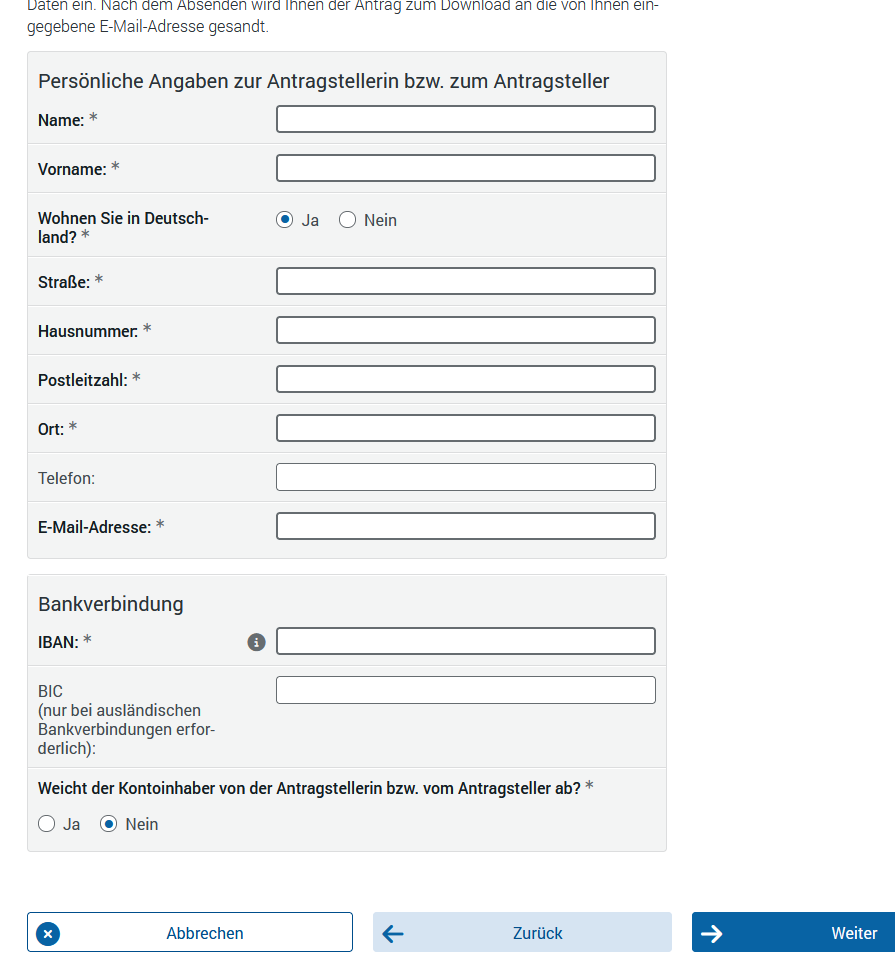 Daten ein. Nach dem Absenden wird Ihnen der Antrag zum Download an die von Ihnen ein-
gegebene E-Mail-Adresse gesandt.
Persönliche Angaben zur Antragstellerin bzw. zum Antragsteller
Name: *
Vorname: *
Wohnen Sie in Deutsch-
land? *
Ja Nein
Straße: *
Hausnummer: *
Postleitzahl: *
Ort: *
Telefon:
E-Mail-Adresse: *
Bankverbindung
IBAN: *
BIC
(nur bei ausländischen
Bankverbindungen erfor-
derlich):
Weicht der Kontoinhaber von der Antragstellerin bzw. vom Antragsteller ab? *
Ja Nein
Abbrechen Zurück Weiter